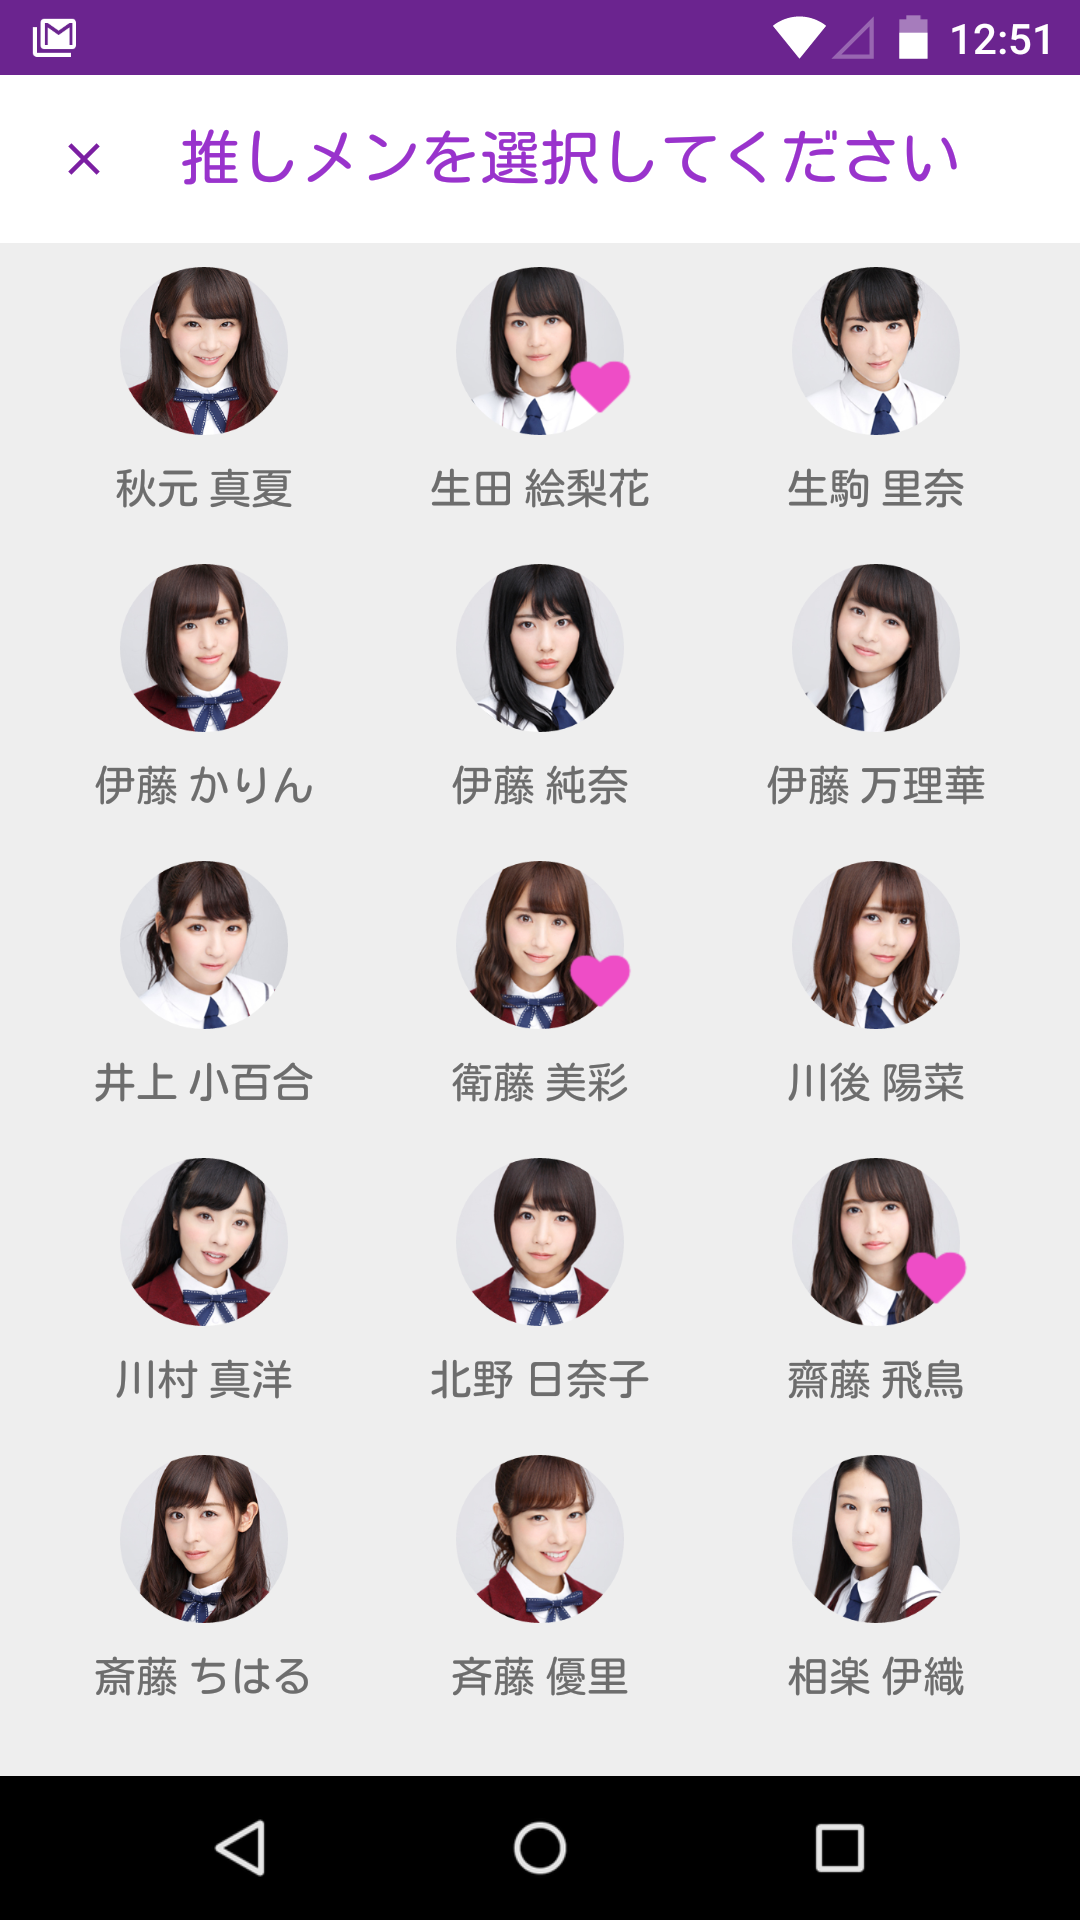 12:51
推しメンを選択してください
秋元 真夏
生田 絵梨花
生駒 里奈
伊藤 かりん
伊藤 純奈
伊藤 万理華
井上 小百合
衛藤 美彩
川後 陽菜
川村 真洋
北野 日奈子
齋藤 飛鳥
斎藤 ちはる
斉藤 優里
相楽 伊織